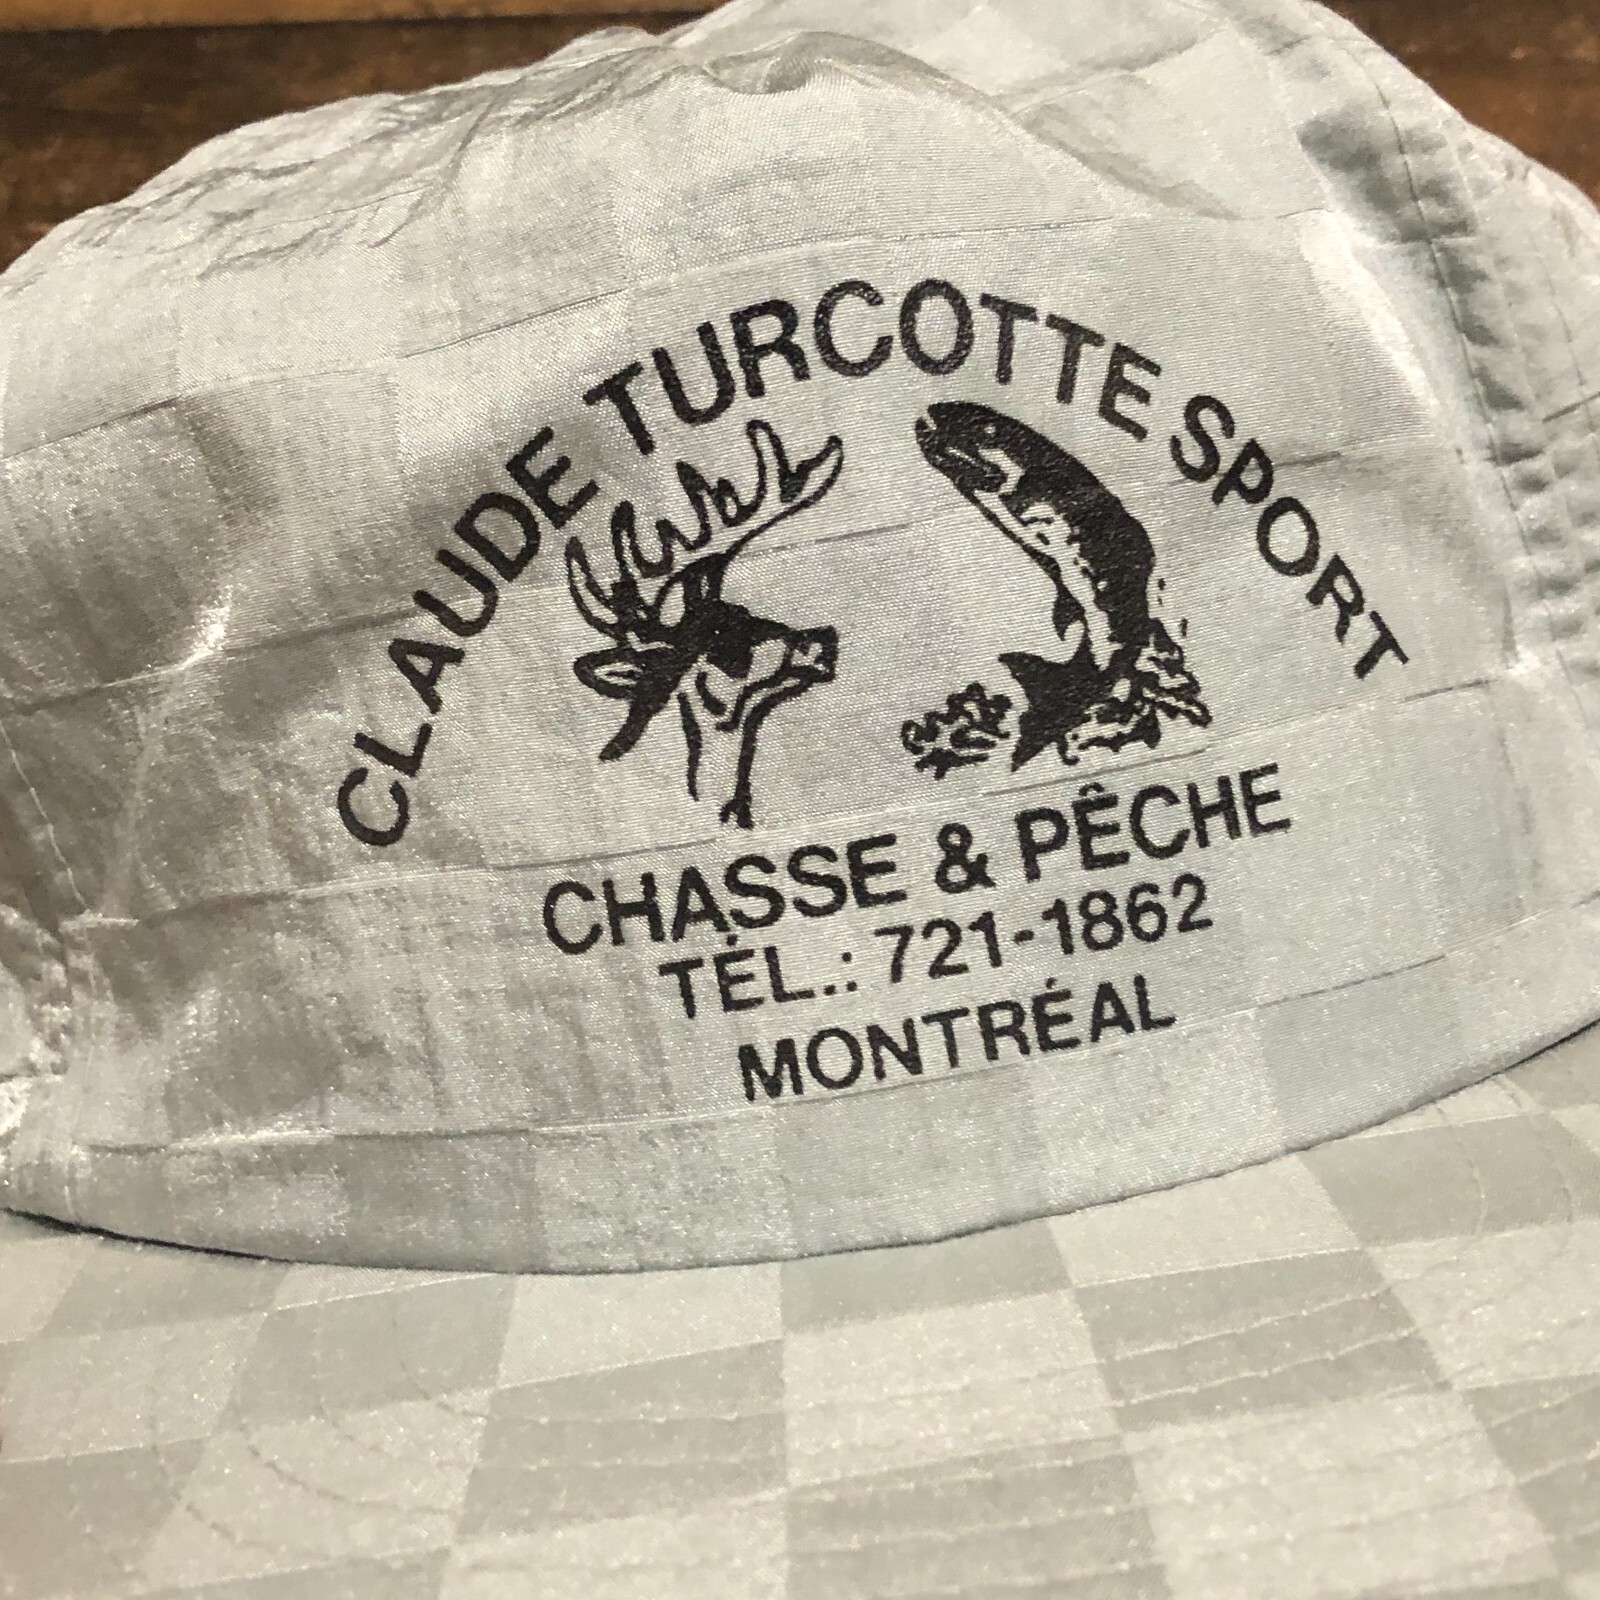 CLAUDE TURCOTTE SPORT
CHASSE & PÊCHE
TÉL.: 721-1862
MONTRÉAL